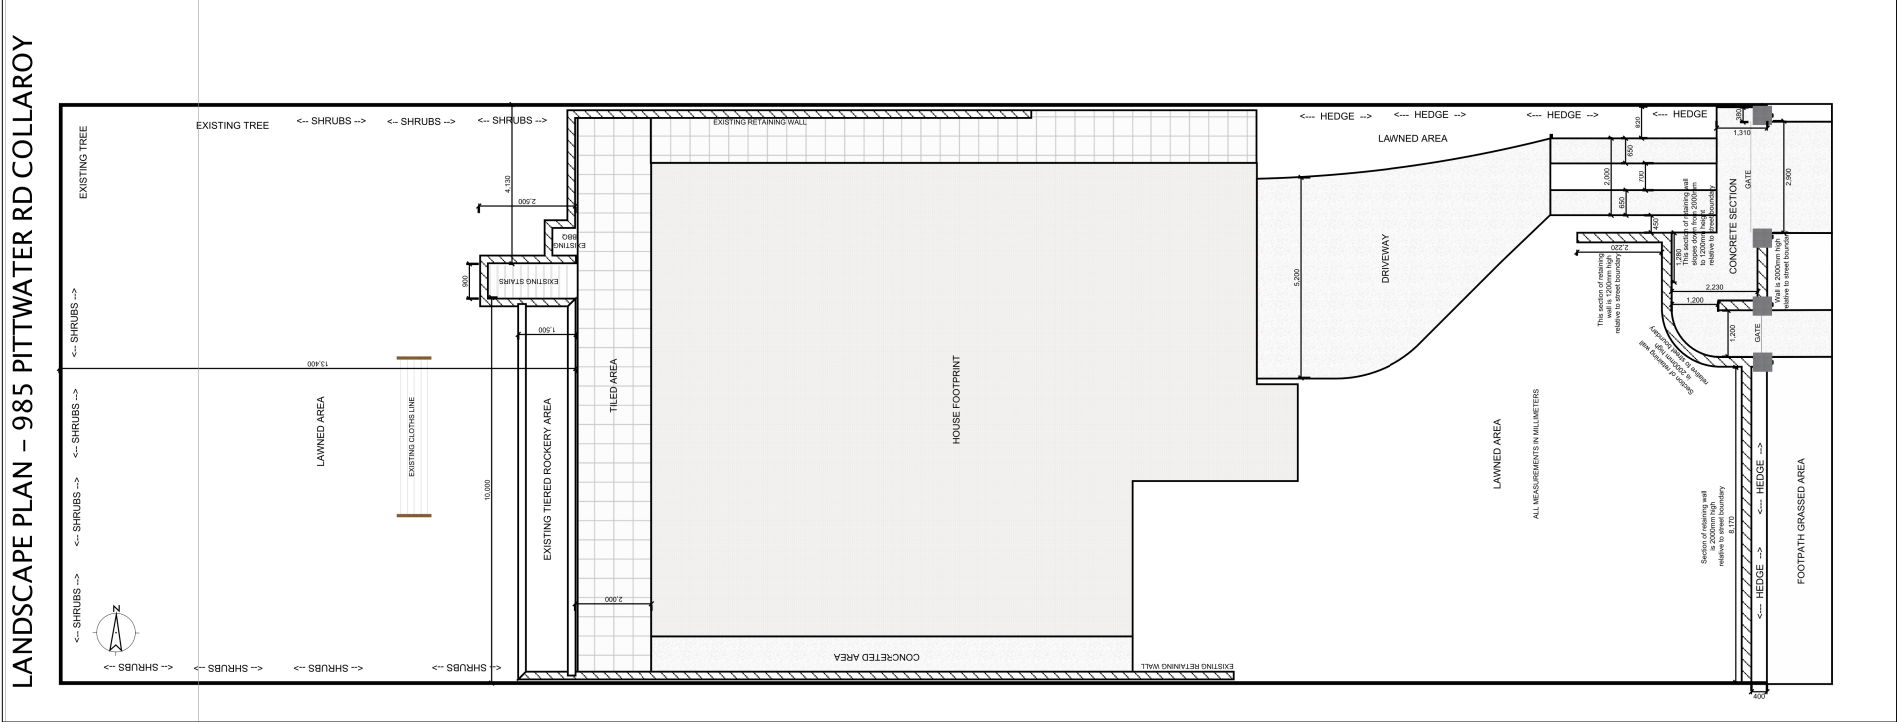 LANDSCAPE PLAN – 985 PITTWATER RD COLLAROY
EXISTING TREE
EXISTING TREE
<-- SHRUBS -->
<-- SHRUBS -->
<-- SHRUBS -->
<-- SHRUBS -->
<-- SHRUBS -->
<-- SHRUBS -->
<-- SHRUBS -->
<-- SHRUBS -->
<-- SHRUBS -->
<-- SHRUBS -->
<-- SHRUBS -->
N
13,400
LAWNED AREA
EXISTING CLOTHS LINE
4,130
2,500
900
10,000
1,500
EXISTING STAIRS
EXISTING
BBQ
EXISTING TIERED ROCKERY AREA
TILED AREA
2,000
EXISTING RETAINING WALL
HOUSE FOOTPRINT
CONCRETED AREA
EXISTING RETAINING WALL
5,200
DRIVEWAY
<--- HEDGE -->
<--- HEDGE -->
<--- HEDGE -->
<--- HEDGE
LAWNED AREA
820
650
2,000
700
650
450
380
1,310
GATE
2,900
CONCRETE SECTION
This section of retaining wall
slopes down from 2000mm
to 1200mm height
relative to street boundary
1,280
2,220
This section of retaining
wall is 1200mm high
relative to street boundary
2,230
1,200
1,200
GATE
Wall is 2000mm high
relative to street boundary
Section of retaining wall
is 2000mm high
relative to street boundary
LAWNED AREA
ALL MEASUREMENTS IN MILLIMETERS
Section of retaining wall
is 2000mm high
relative to street boundary
8,170
<--- HEDGE -->
<--- HEDGE -->
FOOTPATH GRASSED AREA
400